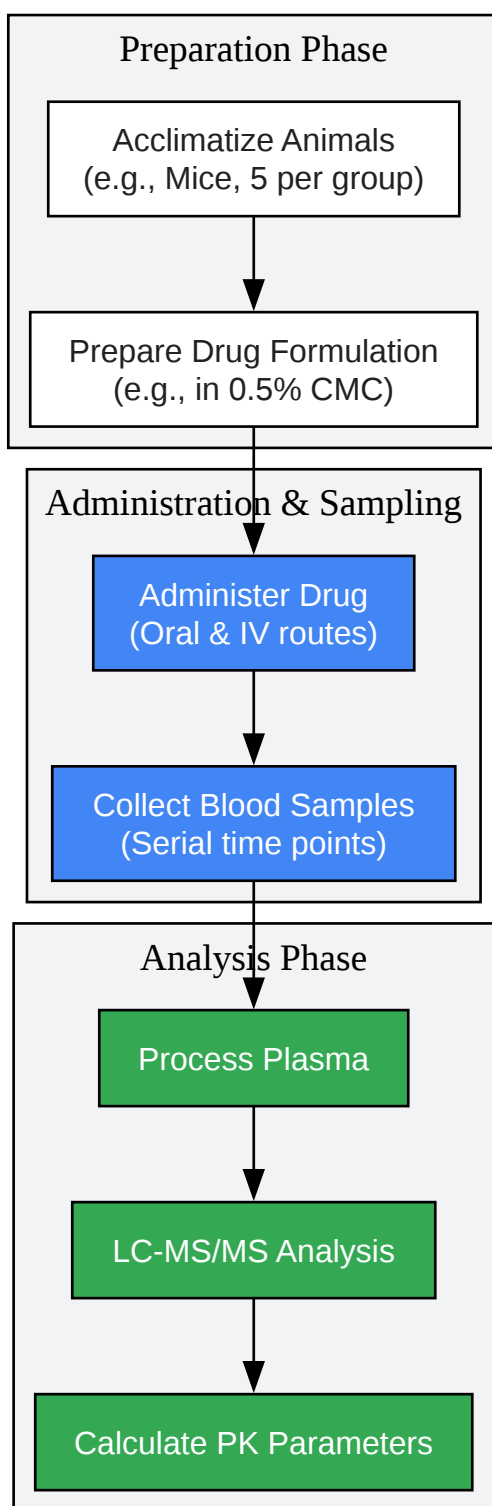 Preparation Phase
Acclimatize Animals
(e.g., Mice, 5 per group)
Prepare Drug Formulation
(e.g., in 0.5% CMC)
Administration & Sampling
Administer Drug
(Oral & IV routes)
Collect Blood Samples
(Serial time points)
Analysis Phase
Process Plasma
LC-MS/MS Analysis
Calculate PK Parameters